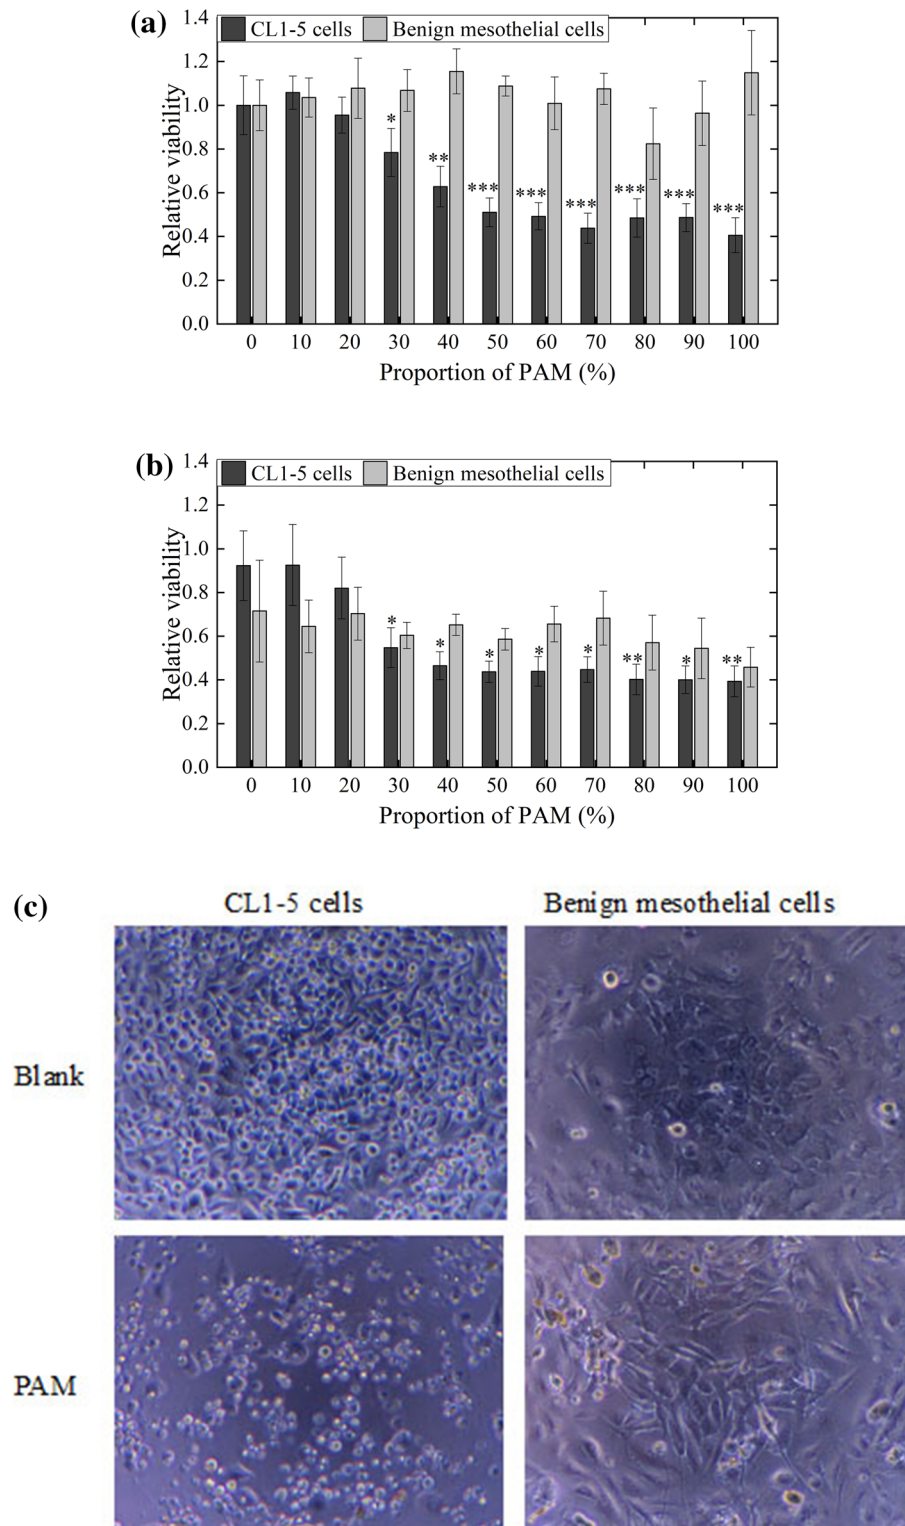 (a)
CL1-5 cells Benign mesothelial cells
Relative viability
1.4
1.2
1.0
0.8
0.6
0.4
0.2
0.0
* ** *** *** *** *** *** ***
0 10 20 30 40 50 60 70 80 90 100
Proportion of PAM (%)
(b)
CL1-5 cells Benign mesothelial cells
Relative viability
1.4
1.2
1.0
0.8
0.6
0.4
0.2
0.0
* * * * * ** * **
0 10 20 30 40 50 60 70 80 90 100
Proportion of PAM (%)
(c)
CL1-5 cells Benign mesothelial cells
Blank
PAM